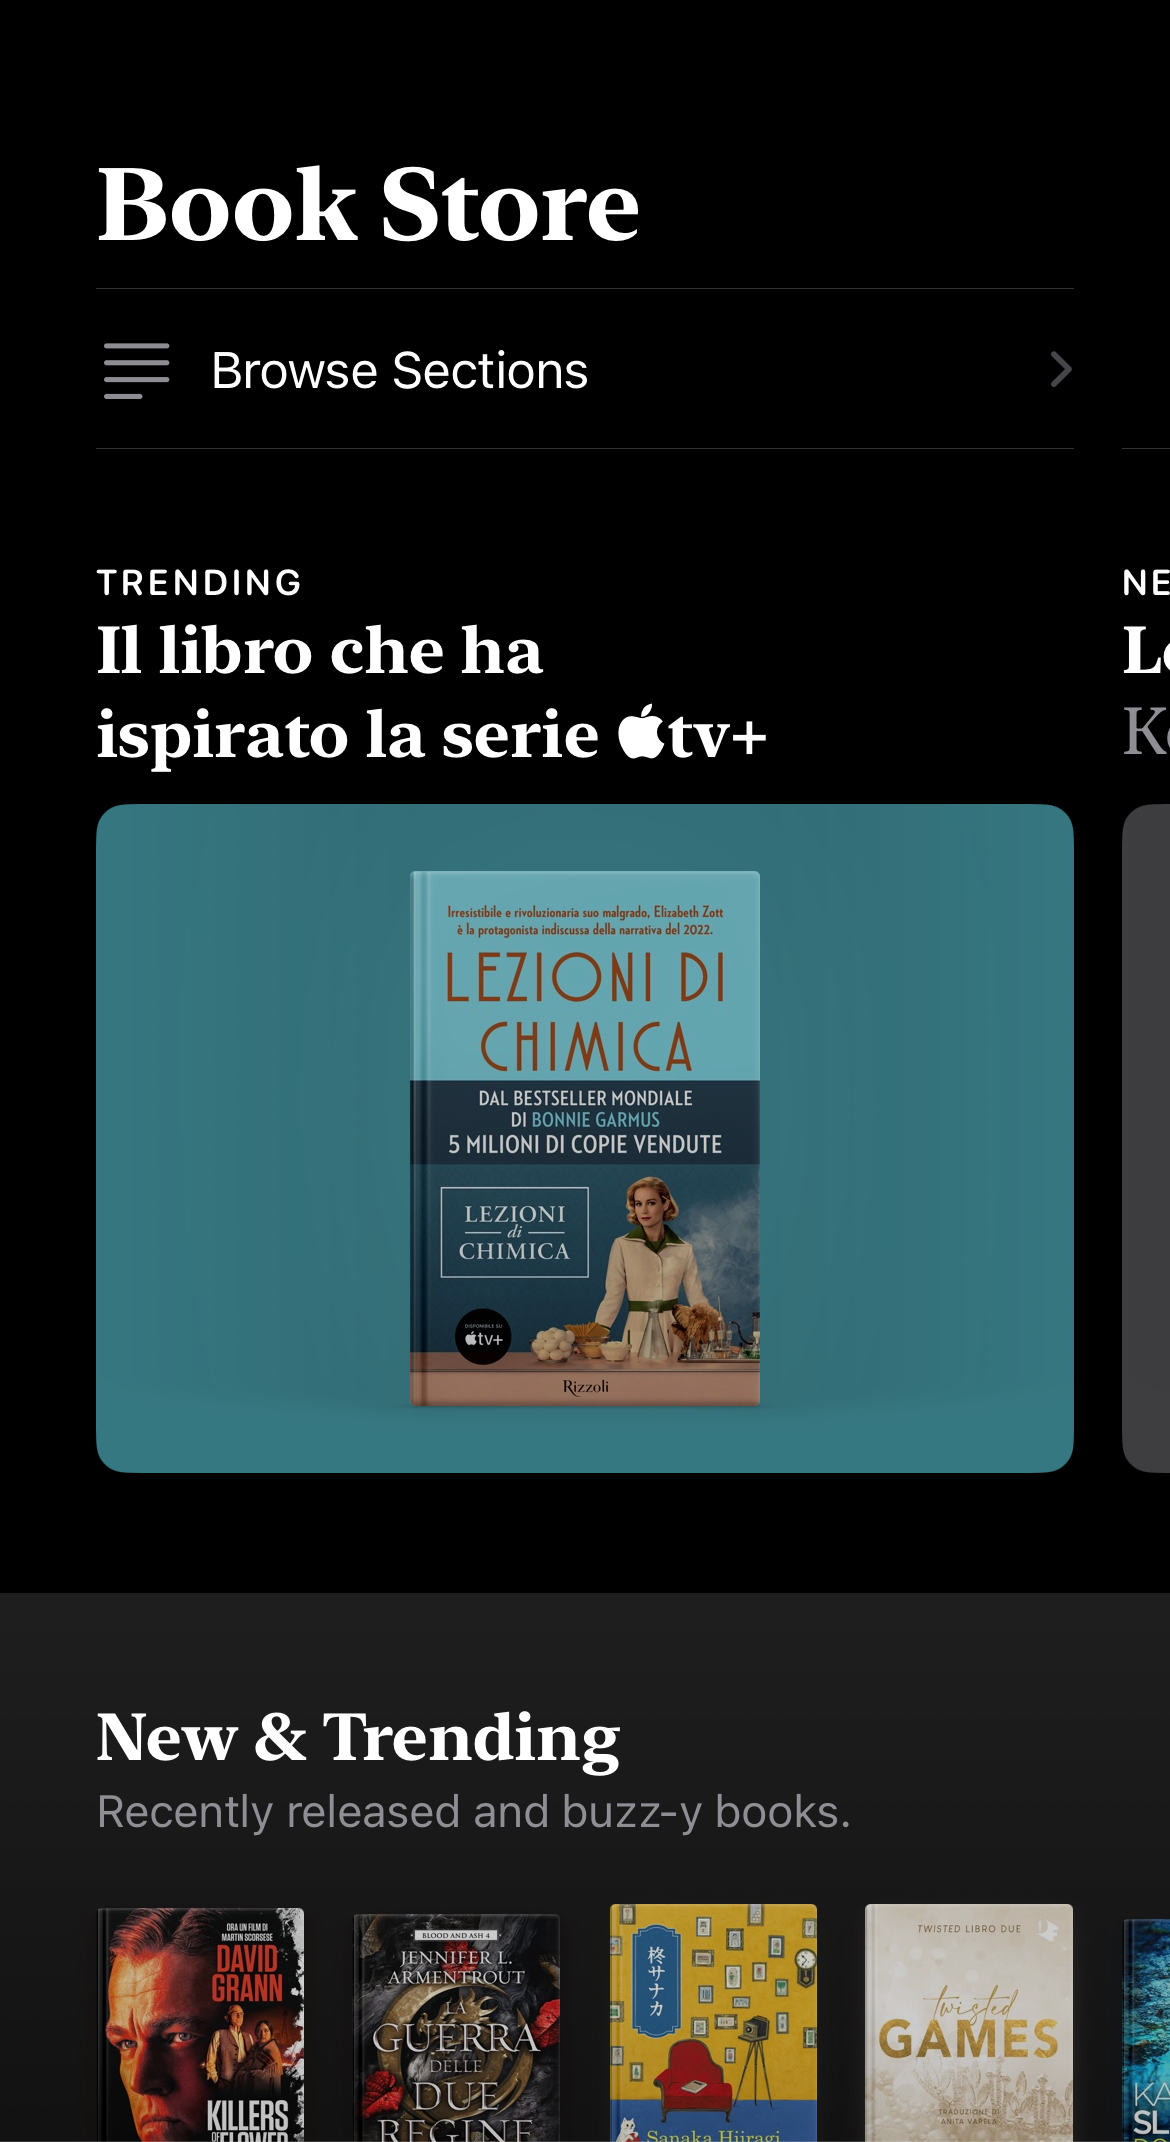 Book Store
Browse Sections
TRENDING
Il libro che ha
ispirato la serie tv+
NE
Irresistibile e rivoluzionaria suo malgrado, Elizabeth Zott
è la protagonista indiscussa della narrativa del 2022.
LEZIONI DI
CHIMICA
DAL BESTSELLER MONDIALE
DI BONNIE GARMUS
5 MILIONI DI COPIE VENDUTE
LEZIONI
di
CHIMICA
DISPONIBILE SU
tv+
Rizzoli
New & Trending
Recently released and buzz-y books.
ORA UN FILM DI
MARTIN SCORSESE
DAVID
GRANN
KILLERS
OF FLOWER
BLOOD AND ASH 4
JENNIFER L.
ARMENTROUT
LA
GUERRA
DELLE
DUE
REGINE
柊サナカ
Sanaka Hiiragi
TWISTED LIBRO DUE
twisted
GAMES
TRADUZIONE DI
ANITA VARELA
KA
SL